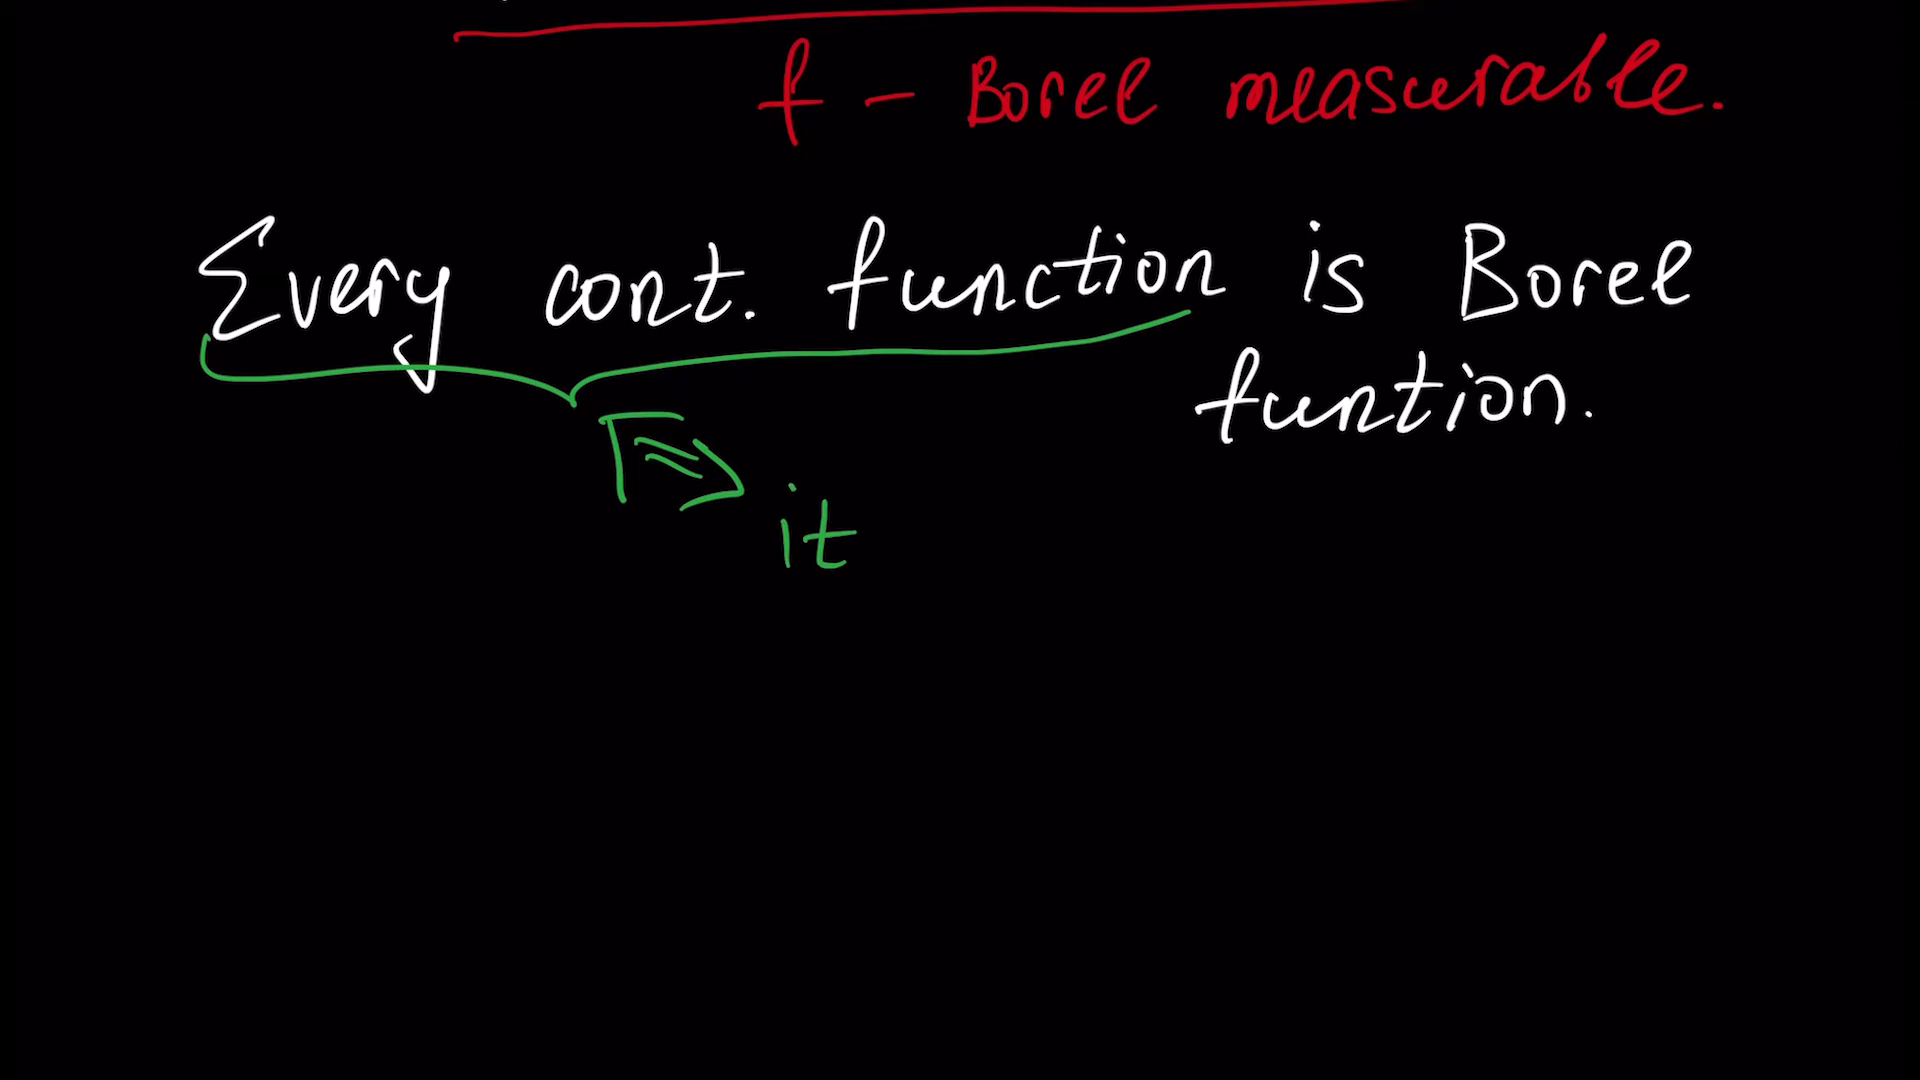 f - Borel measurable.
Every cont. function is Borel
funtion.
⇔
it